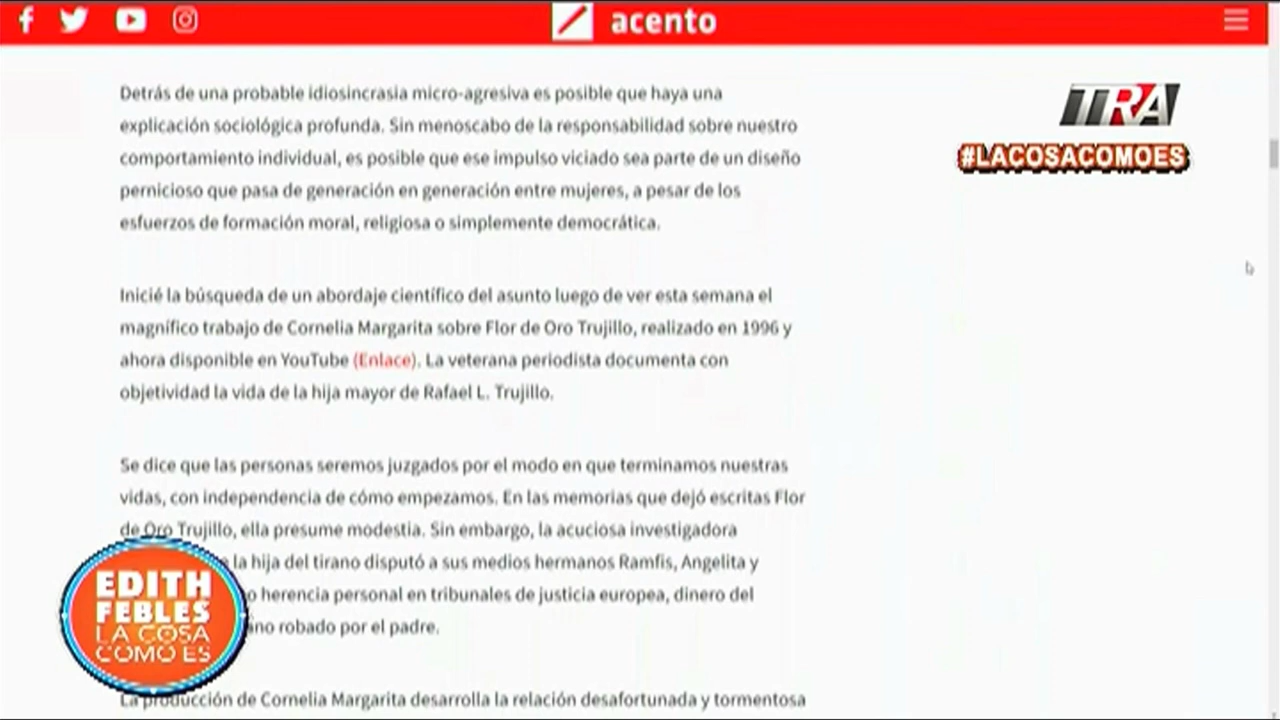 acento
TRA
#LACOSACOMOES
Detrás de una probable idiosincrasia micro-agresiva es posible que haya una
explicación sociológica profunda. Sin menoscabo de la responsabilidad sobre nuestro
comportamiento individual, es posible que ese impulso viciado sea parte de un diseño
pernicioso que pasa de generación en generación entre mujeres, a pesar de los
esfuerzos de formación moral, religiosa o simplemente democrática.
Inicié la búsqueda de un abordaje científico del asunto luego de ver esta semana el
magnífico trabajo de Cornelia Margarita sobre Flor de Oro Trujillo, realizado en 1996 y
ahora disponible en YouTube (Enlace). La veterana periodista documenta con
objetividad la vida de la hija mayor de Rafael L. Trujillo.
Se dice que las personas seremos juzgados por el modo en que terminamos nuestras
vidas, con independencia de cómo empezamos. En las memorias que dejó escritas Flor
de Oro Trujillo, ella presume modestia. Sin embargo, la acuciosa investigadora
la hija del tirano disputó a sus medios hermanos Ramfis, Angelita y
herencia personal en tribunales de justicia europea, dinero del
robado por el padre.
La producción de Cornelia Margarita desarrolla la relación desafortunada y tormentosa
EDITH
FEBLES
LA COSA
COMO ES